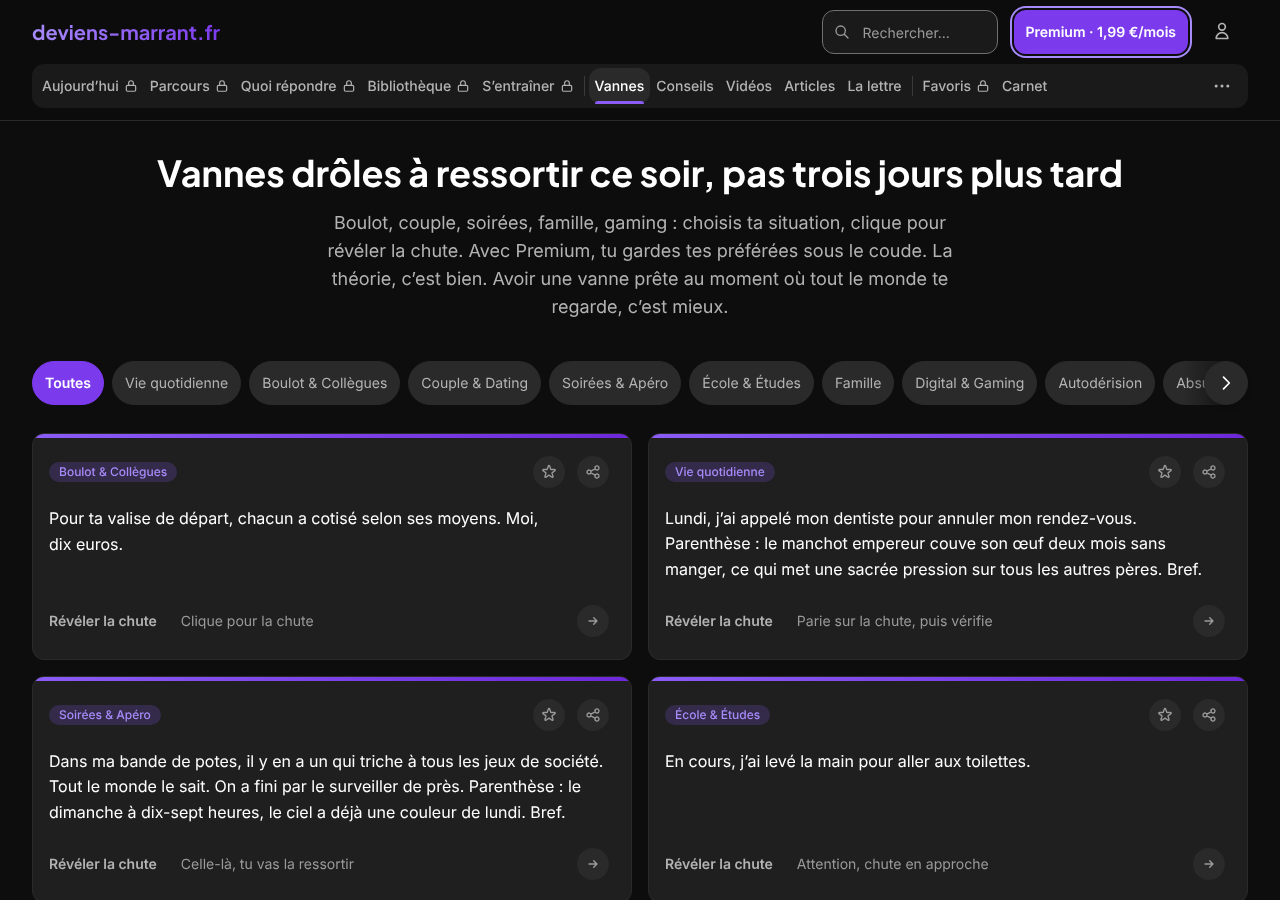 deviens-marrant.fr
Rechercher...
Premium · 1,99 €/mois
Aujourd’hui Parcours Quoi répondre Bibliothèque S’entraîner Vannes Conseils Vidéos Articles La lettre Favoris Carnet
Vannes drôles à ressortir ce soir, pas trois jours plus tard
Boulot, couple, soirées, famille, gaming : choisis ta situation, clique pour
révéler la chute. Avec Premium, tu gardes tes préférées sous le coude. La
théorie, c’est bien. Avoir une vanne prête au moment où tout le monde te
regarde, c’est mieux.
Toutes Vie quotidienne Boulot & Collègues Couple & Dating Soirées & Apéro École & Études Famille Digital & Gaming Autodérision
Boulot & Collègues
Pour ta valise de départ, chacun a cotisé selon ses moyens. Moi,
dix euros.
Révéler la chute Clique pour la chute
Vie quotidienne
Lundi, j’ai appelé mon dentiste pour annuler mon rendez-vous.
Parenthèse : le manchot empereur couve son œuf deux mois sans
manger, ce qui met une sacrée pression sur tous les autres pères. Bref.
Révéler la chute Parie sur la chute, puis vérifie
Soirées & Apéro
Dans ma bande de potes, il y en a un qui triche à tous les jeux de société.
Tout le monde le sait. On a fini par le surveiller de près. Parenthèse : le
dimanche à dix-sept heures, le ciel a déjà une couleur de lundi. Bref.
Révéler la chute Celle-là, tu vas la ressortir
École & Études
En cours, j’ai levé la main pour aller aux toilettes.
Révéler la chute Attention, chute en approche